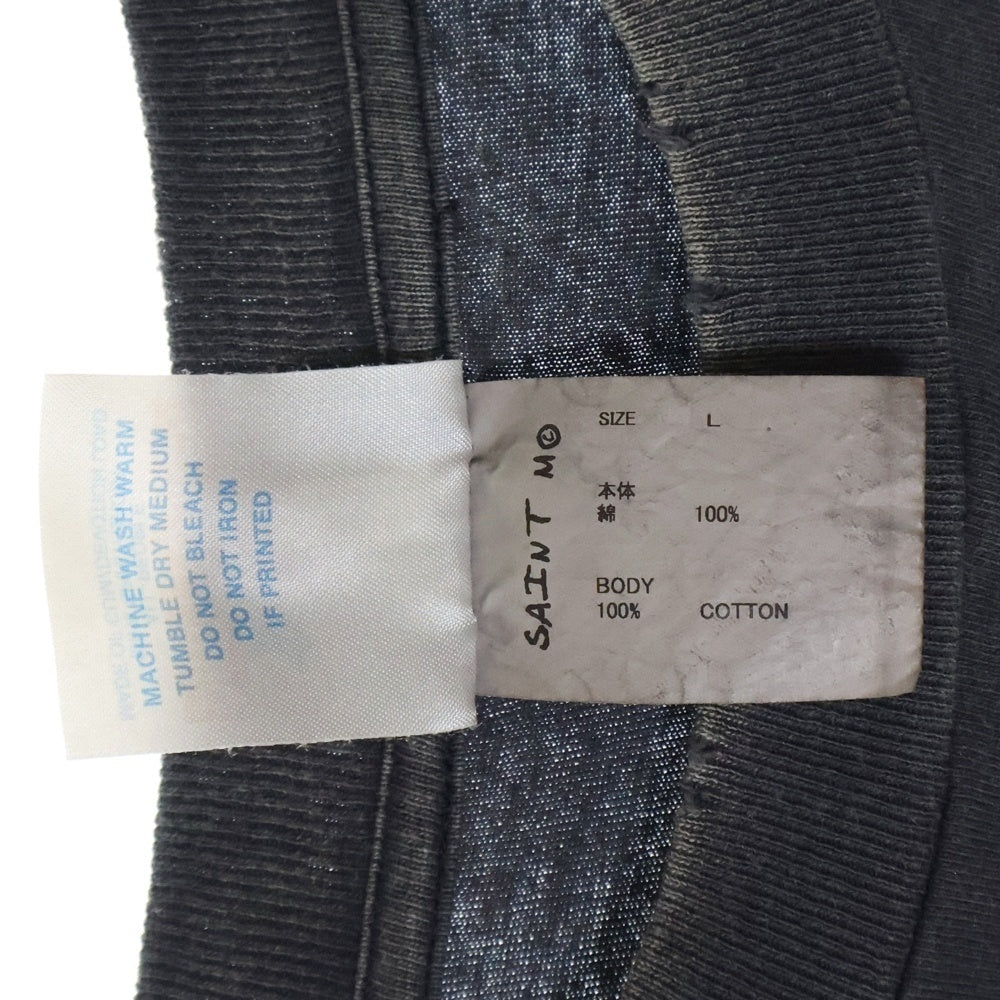 MACHINE WASH WARM
TUMBLE DRY MEDIUM
DO NOT BLEACH
DO NOT IRON
IF PRINTED
SAINT M©
SIZE L
本体
綿 100%
BODY
100% COTTON